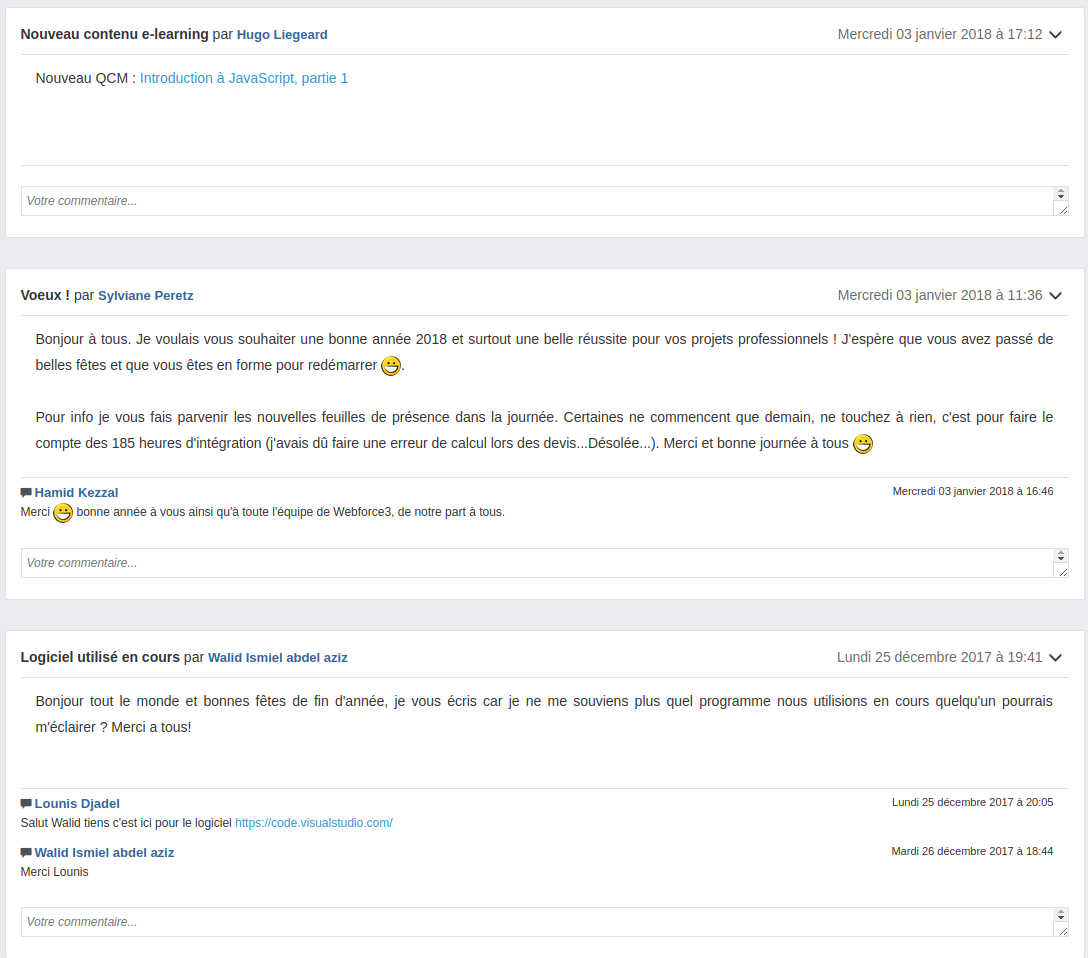 Nouveau contenu e-learning par Hugo Liegeard Mercredi 03 janvier 2018 à 17:12
Nouveau QCM : Introduction à JavaScript, partie 1
Votre commentaire...
Voeux ! par Sylviane Peretz Mercredi 03 janvier 2018 à 11:36
Bonjour à tous. Je voulais vous souhaiter une bonne année 2018 et surtout une belle réussite pour vos projets professionnels ! J'espère que vous avez passé de
belles fêtes et que vous êtes en forme pour redémarrer .
Pour info je vous fais parvenir les nouvelles feuilles de présence dans la journée. Certaines ne commencent que demain, ne touchez à rien, c'est pour faire le
compte des 185 heures d'intégration (j'avais dû faire une erreur de calcul lors des devis...Désolée...). Merci et bonne journée à tous
Hamid Kezzal Mercredi 03 janvier 2018 à 16:46
Merci bonne année à vous ainsi qu'à toute l'équipe de Webforce3, de notre part à tous.
Votre commentaire...
Logiciel utilisé en cours par Walid Ismiel abdel aziz Lundi 25 décembre 2017 à 19:41
Bonjour tout le monde et bonnes fêtes de fin d'année, je vous écris car je ne me souviens plus quel programme nous utilisions en cours quelqu'un pourrais
m'éclairer ? Merci a tous!
Lounis Djadel Lundi 25 décembre 2017 à 20:05
Salut Walid tiens c'est ici pour le logiciel https://code.visualstudio.com/
Walid Ismiel abdel aziz Mardi 26 décembre 2017 à 18:44
Merci Lounis
Votre commentaire...